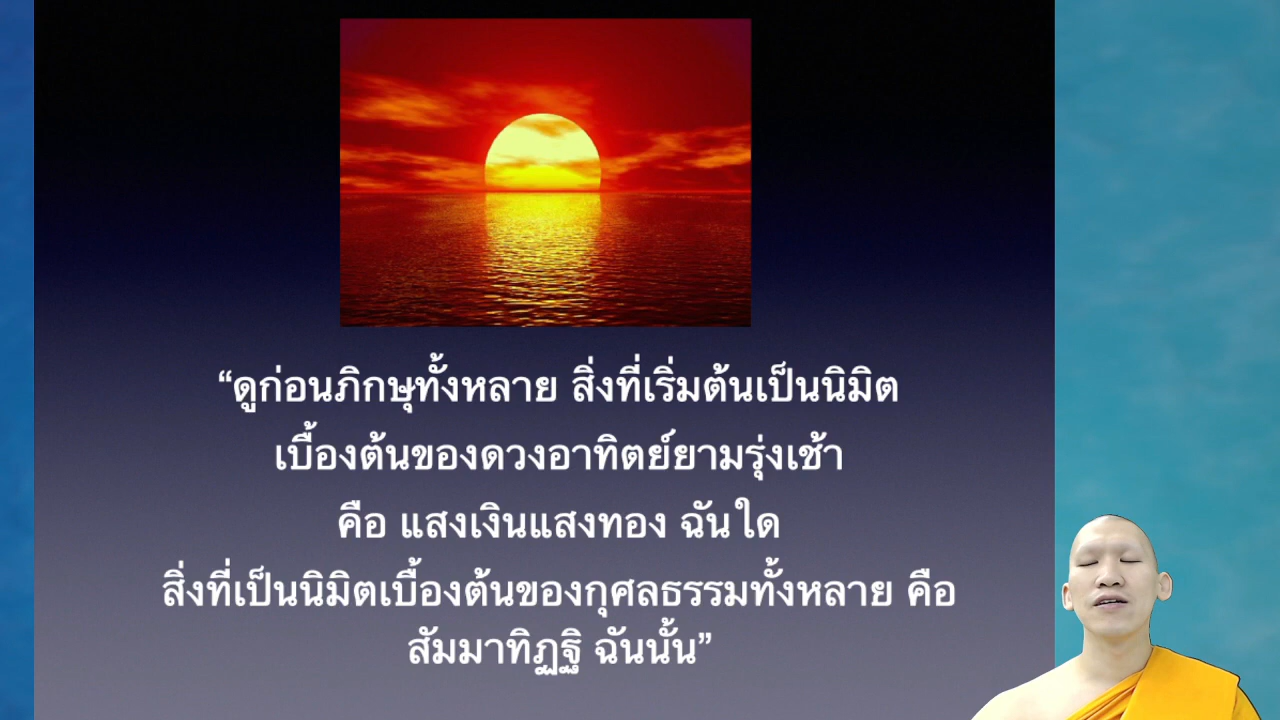 “ดูก่อนภิกษุทั้งหลาย สิ่งที่เริ่มต้นเป็นนิมิต
เบื้องต้นของดวงอาทิตย์ยามรุ่งเช้า
คือ แสงเงินแสงทอง ฉันใด
สิ่งที่เป็นนิมิตเบื้องต้นของกุศลธรรมทั้งหลาย คือ
สัมมาทิฏฐิ ฉันนั้น”